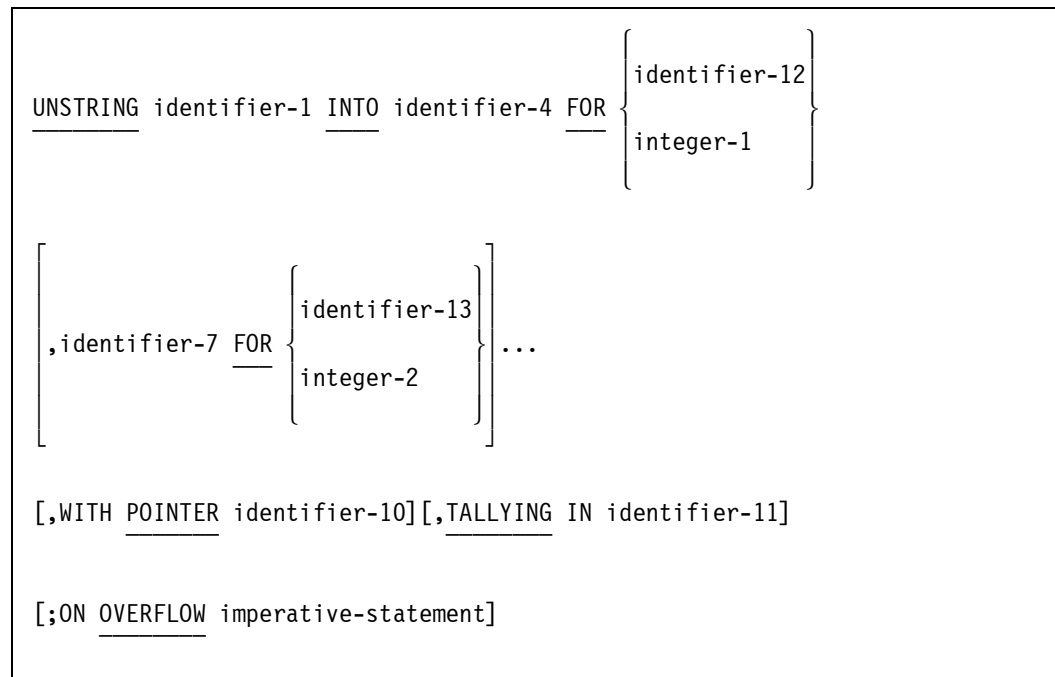 identifier-12
UNSTRING identifier-1 INTO identifier-4 FOR
integer-1
identifier-13
,identifier-7 FOR ...
integer-2
[,WITH POINTER identifier-10][,TALLYING IN identifier-11]
[;ON OVERFLOW imperative-statement]